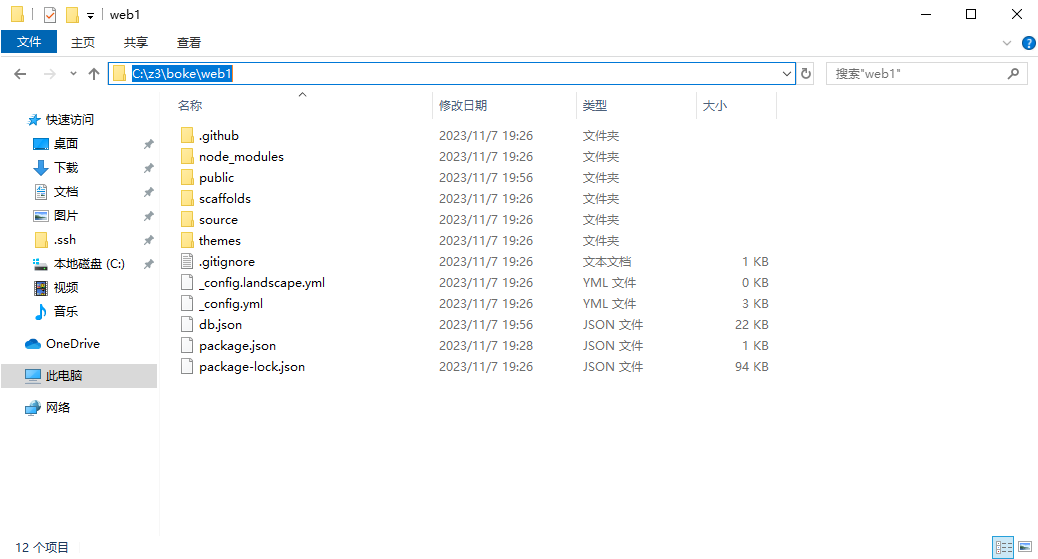 web1
文件 主页 共享 查看
C:\z3\boke\web1 搜索"web1"
名称 修改日期 类型 大小
快速访问
桌面
下载
文档
图片
.ssh
本地磁盘 (C:)
视频
音乐
OneDrive
此电脑
网络
.github 2023/11/7 19:26 文件夹
node_modules 2023/11/7 19:26 文件夹
public 2023/11/7 19:56 文件夹
scaffolds 2023/11/7 19:26 文件夹
source 2023/11/7 19:26 文件夹
themes 2023/11/7 19:26 文件夹
.gitignore 2023/11/7 19:26 文本文档 1 KB
_config.landscape.yml 2023/11/7 19:26 YML 文件 0 KB
_config.yml 2023/11/7 19:26 YML 文件 3 KB
db.json 2023/11/7 19:56 JSON 文件 22 KB
package.json 2023/11/7 19:28 JSON 文件 1 KB
package-lock.json 2023/11/7 19:26 JSON 文件 94 KB
12 个项目